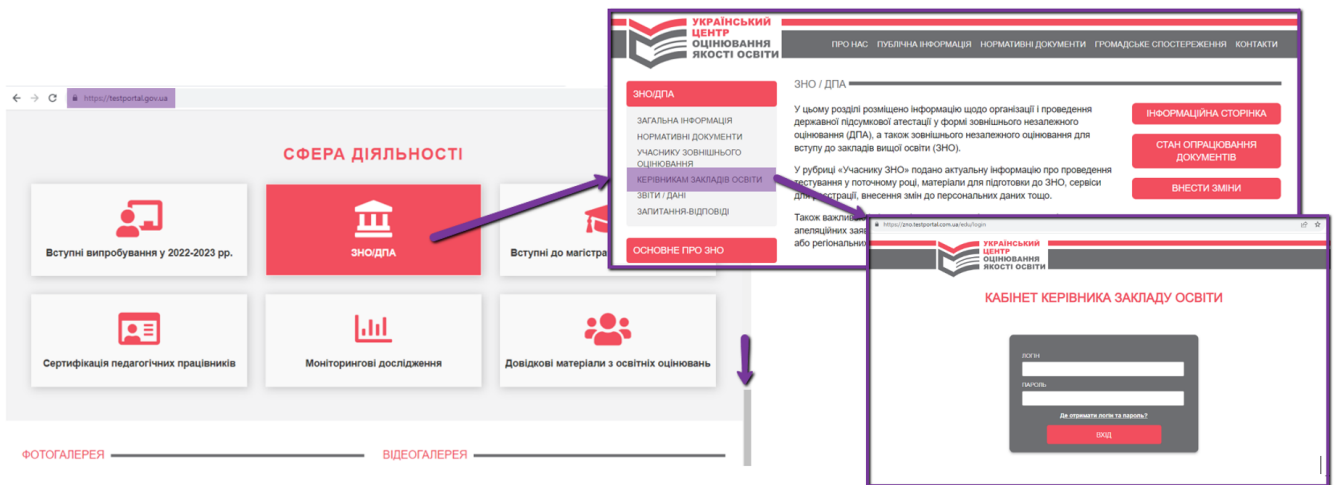 https://testportal.gov.ua
СФЕРА ДІЯЛЬНОСТІ
Вступні випробування у 2022-2023 рр.
ЗНО/ДПА
Вступні до магістра
Сертифікація педагогічних працівників
Моніторингові дослідження
Довідкові матеріали з освітніх оцінювань
ФОТОГАЛЕРЕЯ
ВІДЕОГАЛЕРЕЯ
УКРАЇНСЬКИЙ
ЦЕНТР
ОЦІНЮВАННЯ
ЯКОСТІ ОСВІТИ
ПРО НАС ПУБЛІЧНА ІНФОРМАЦІЯ НОРМАТИВНІ ДОКУМЕНТИ ГРОМАДСЬКЕ СПОСТЕРЕЖЕННЯ КОНТАКТИ
ЗНО/ДПА
ЗАГАЛЬНА ІНФОРМАЦІЯ
НОРМАТИВНІ ДОКУМЕНТИ
УЧАСНИКУ ЗОВНІШНЬОГО
ОЦІНЮВАННЯ
КЕРІВНИКАМ ЗАКЛАДІВ ОСВІТИ
ЗВІТИ / ДАНІ
ЗАПИТАННЯ-ВІДПОВІДІ
ОСНОВНЕ ПРО ЗНО
ЗНО / ДПА
У цьому розділі розміщено інформацію щодо організації і проведення
державної підсумкової атестації у формі зовнішнього незалежного
оцінювання (ДПА), а також зовнішнього незалежного оцінювання для
вступу до закладів вищої освіти (ЗНО).
У рубриці «Учаснику ЗНО» подано актуальну інформацію про проведення
тестування у поточному році, матеріали для підготовки до ЗНО, сервіси
для реєстрації, внесення змін до персональних даних тощо.
Також
апеляційних
або регіональних
ІНФОРМАЦІЙНА СТОРІНКА
СТАН ОПРАЦЮВАННЯ
ДОКУМЕНТІВ
ВНЕСТИ ЗМІНИ
https://zno.testportal.com.ua/edu/login
УКРАЇНСЬКИЙ
ЦЕНТР
ОЦІНЮВАННЯ
ЯКОСТІ ОСВІТИ
КАБІНЕТ КЕРІВНИКА ЗАКЛАДУ ОСВІТИ
ЛОГІН
ПАРОЛЬ
Де отримати логін та пароль?
ВХІД